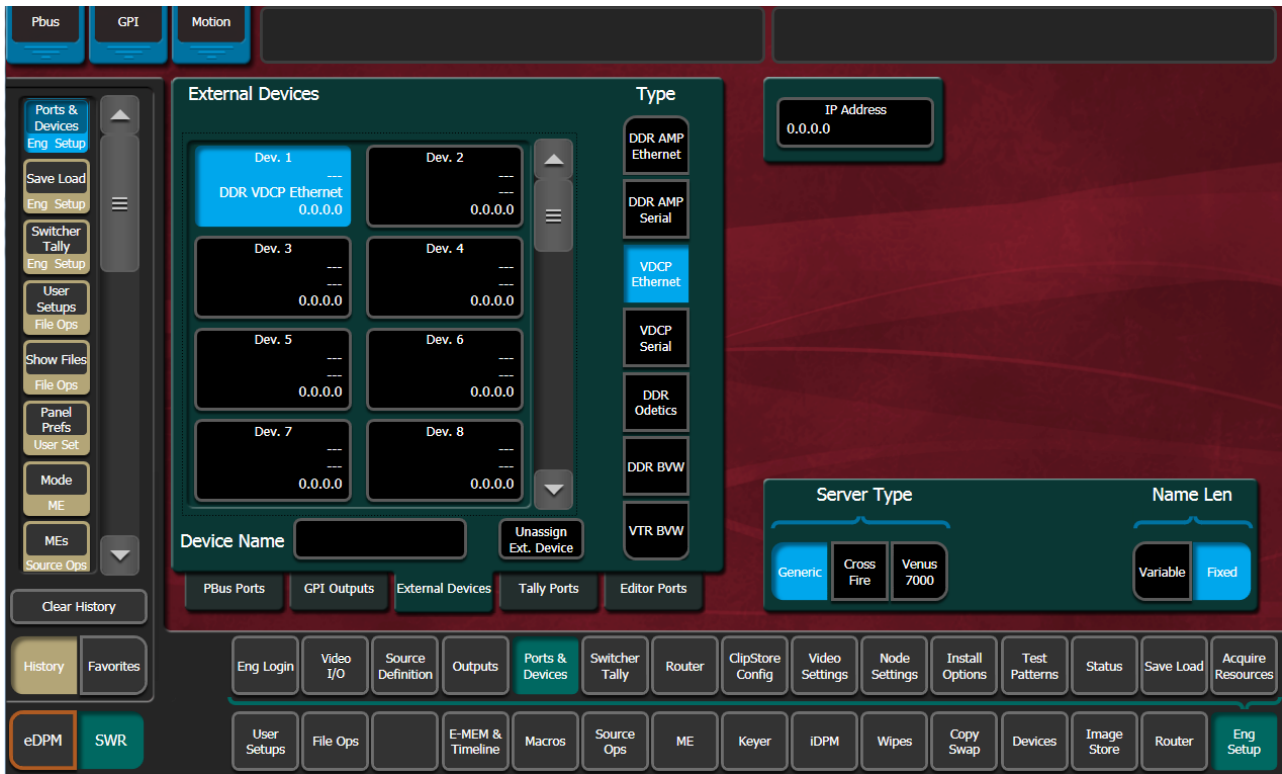 Pbus
GPI
Motion
Ports &
Devices
Eng Setup
Save Load
Eng Setup
Switcher
Tally
Eng Setup
User
Setups
File Ops
Show Files
File Ops
Panel
Prefs
User Set
Mode
ME
MEs
Source Ops
Clear History
History
Favorites
eDPM
SWR
External Devices
Dev. 1
---
DDR VDCP Ethernet
0.0.0.0
Dev. 2
---
---
0.0.0.0
Dev. 3
---
---
0.0.0.0
Dev. 4
---
---
0.0.0.0
Dev. 5
---
---
0.0.0.0
Dev. 6
---
---
0.0.0.0
Dev. 7
---
---
0.0.0.0
Dev. 8
---
---
0.0.0.0
Device Name
Unassign
Ext. Device
Type
DDR AMP
Ethernet
DDR AMP
Serial
VDCP
Ethernet
VDCP
Serial
DDR
Odetics
DDR BVW
VTR BVW
PBus Ports
GPI Outputs
External Devices
Tally Ports
Editor Ports
IP Address
0.0.0.0
Server Type
Generic
Cross
Fire
Venus
7000
Name Len
Variable
Fixed
Eng Login
Video
I/O
Source
Definition
Outputs
Ports &
Devices
Switcher
Tally
Router
ClipStore
Config
Video
Settings
Node
Settings
Install
Options
Test
Patterns
Status
Save Load
Acquire
Resources
User
Setups
File Ops
E-MEM &
Timeline
Macros
Source
Ops
ME
Keyer
iDPM
Wipes
Copy
Swap
Devices
Image
Store
Router
Eng
Setup